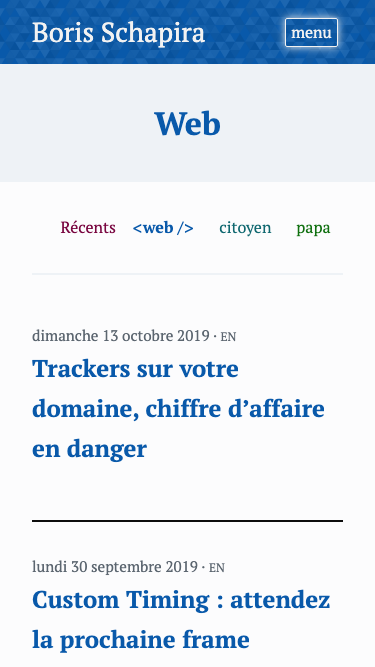 Boris Schapira
menu
Web
Récents <web /> citoyen papa
dimanche 13 octobre 2019 · EN
Trackers sur votre
domaine, chiffre d’affaire
en danger
lundi 30 septembre 2019 · EN
Custom Timing : attendez
la prochaine frame